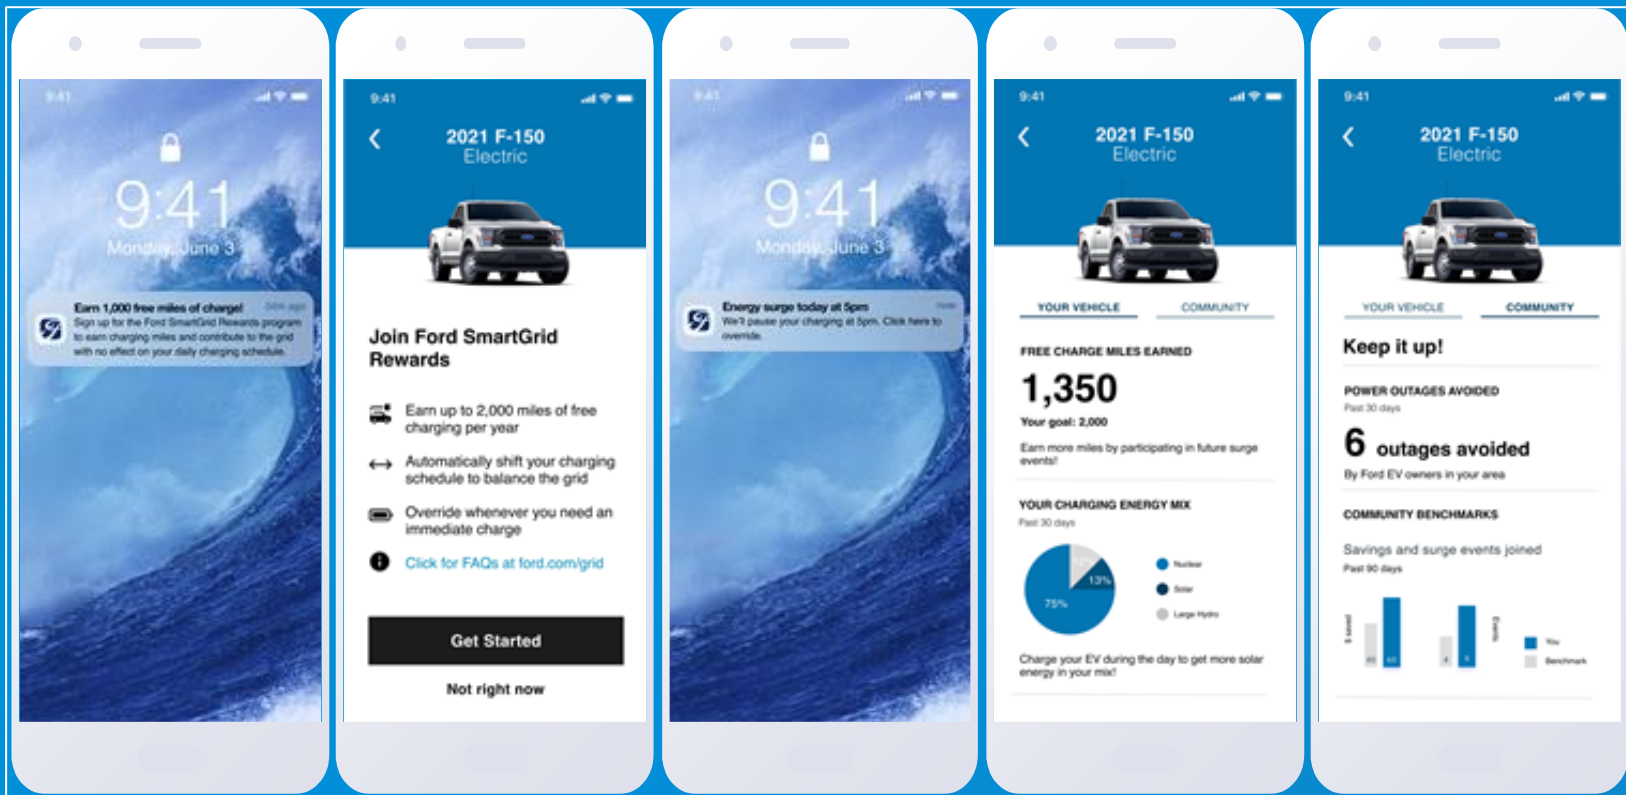 9:41
9:41
Monday, June 3
Earn 1,000 free miles of charge!
34m ago
Sign up for the Ford SmartGrid Rewards program
to earn charging miles and contribute to the grid
with no effect on your daily charging schedule.
9:41
2021 F-150
Electric
Join Ford SmartGrid
Rewards
Earn up to 2,000 miles of free
charging per year
Automatically shift your charging
schedule to balance the grid
Override whenever you need an
immediate charge
Click for FAQs at ford.com/grid
Get Started
Not right now
9:41
9:41
Monday, June 3
Energy surge today at 5pm
now
We'll pause your charging at 5pm. Click here to
override.
9:41
2021 F-150
Electric
YOUR VEHICLE
COMMUNITY
FREE CHARGE MILES EARNED
1,350
Your goal: 2,000
Earn more miles by participating in future surge
events!
YOUR CHARGING ENERGY MIX
Past 30 days
12%
13%
75%
Nuclear
Solar
Large Hydro
Charge your EV during the day to get more solar
energy in your mix!
9:41
2021 F-150
Electric
YOUR VEHICLE
COMMUNITY
Keep it up!
POWER OUTAGES AVOIDED
Past 30 days
6 outages avoided
By Ford EV owners in your area
COMMUNITY BENCHMARKS
Savings and surge events joined
Past 90 days
$ saved
Events
You
Benchmark